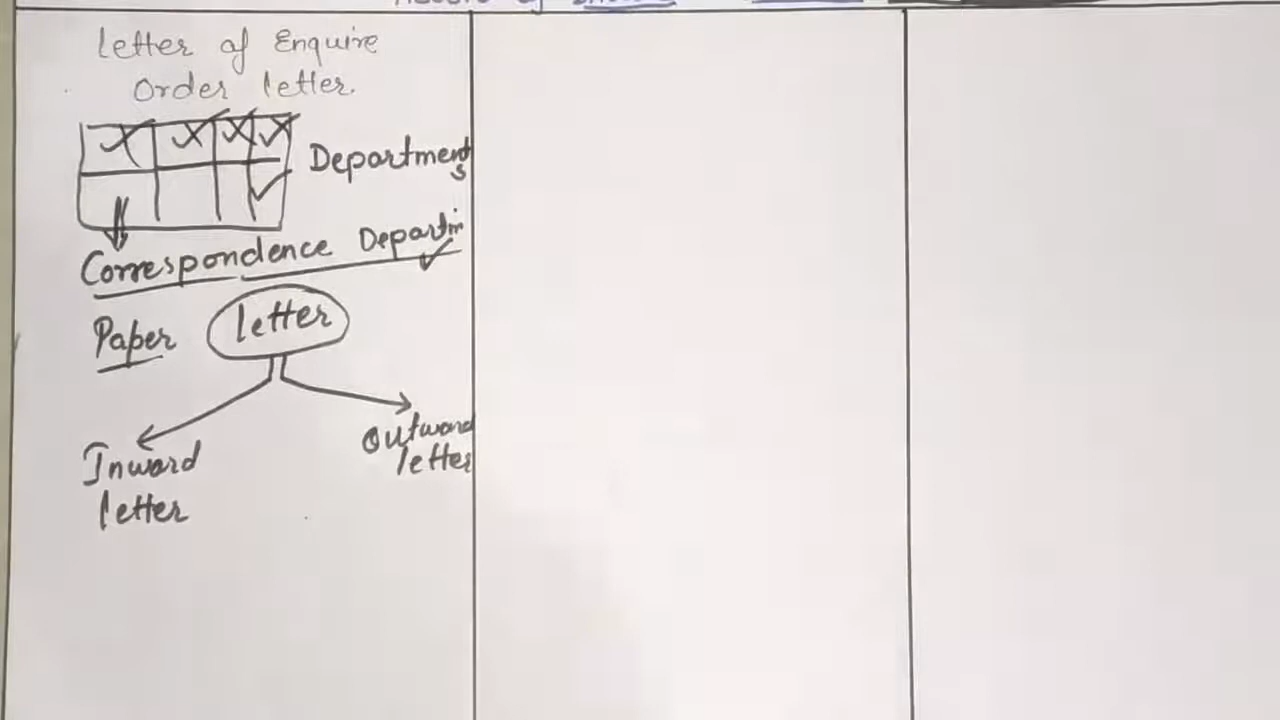 Letter of Enquire
Order letter.
Departments
Correspondence Departm
Paper letter
Inward letter
Outward letter